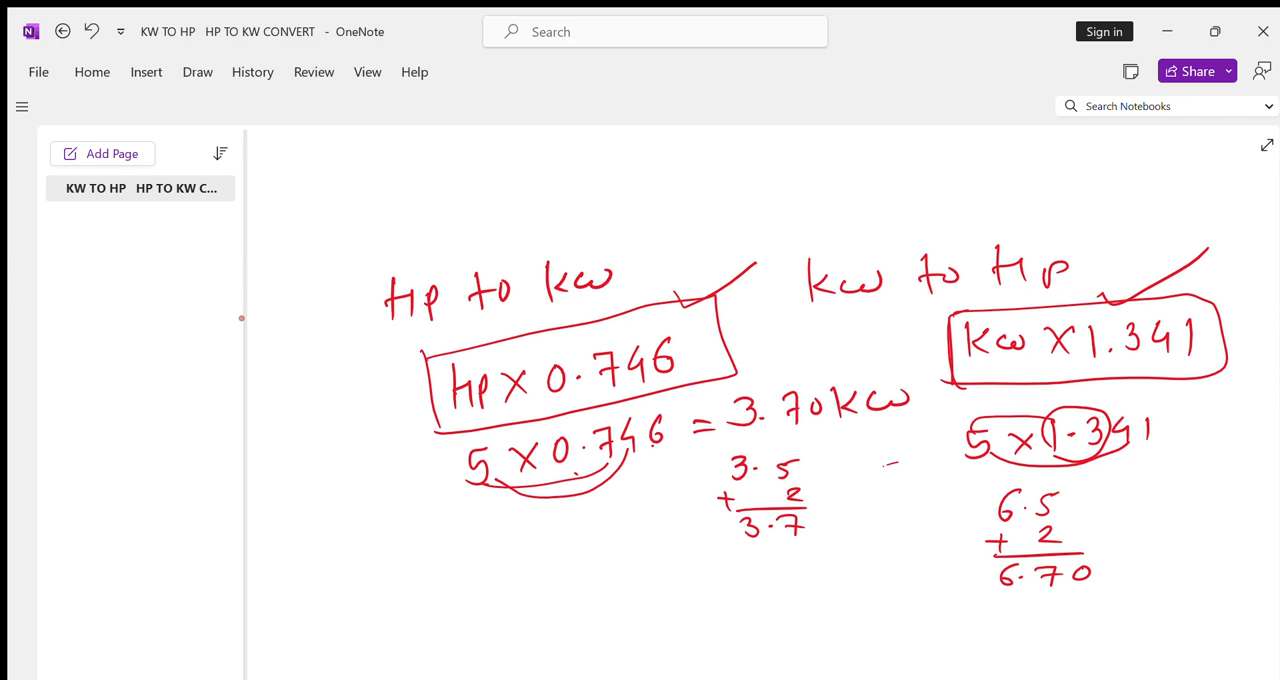 KW TO HP HP TO KW CONVERT - OneNote
Search
Sign in
File Home Insert Draw History Review View Help
Share
Search Notebooks
Add Page
KW TO HP HP TO KW C...
Hp to kw
kw to Hp
Hp x 0.746
kw x 1.341
5 x 0.746 = 3.70kw
5 x 1.341
3.5
+ 2
3.7
6.5
+ 2
6.70